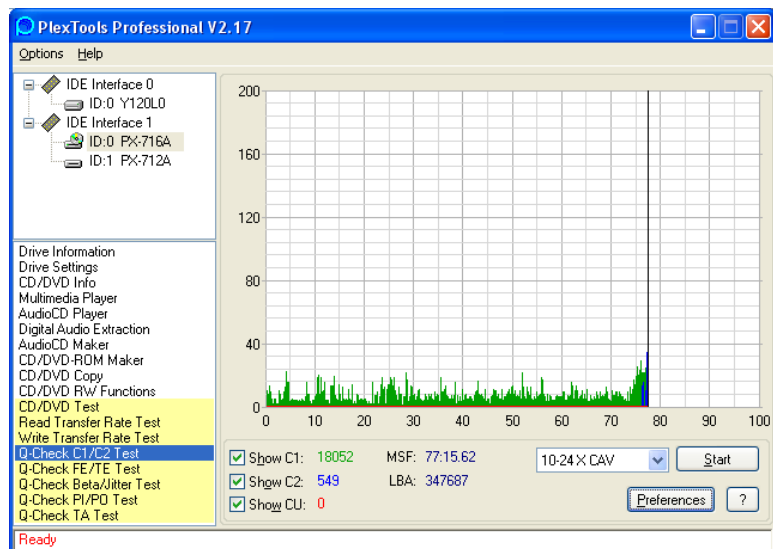 PlexTools Professional V2.17
Options Help
IDE Interface 0
ID:0 Y120L0
IDE Interface 1
ID:0 PX-716A
ID:1 PX-712A
Drive Information
Drive Settings
CD/DVD Info
Multimedia Player
AudioCD Player
Digital Audio Extraction
AudioCD Maker
CD/DVD-ROM Maker
CD/DVD Copy
CD/DVD RW Functions
CD/DVD Test
Read Transfer Rate Test
Write Transfer Rate Test
Q-Check C1/C2 Test
Q-Check FE/TE Test
Q-Check Beta/Jitter Test
Q-Check PI/PO Test
Q-Check TA Test
200
160
120
80
40
0
0 10 20 30 40 50 60 70 80 90 100
Show C1: 18052 MSF: 77:15.62 10-24 X CAV Start
Show C2: 549 LBA: 347687
Show CU: 0 Preferences ?
Ready